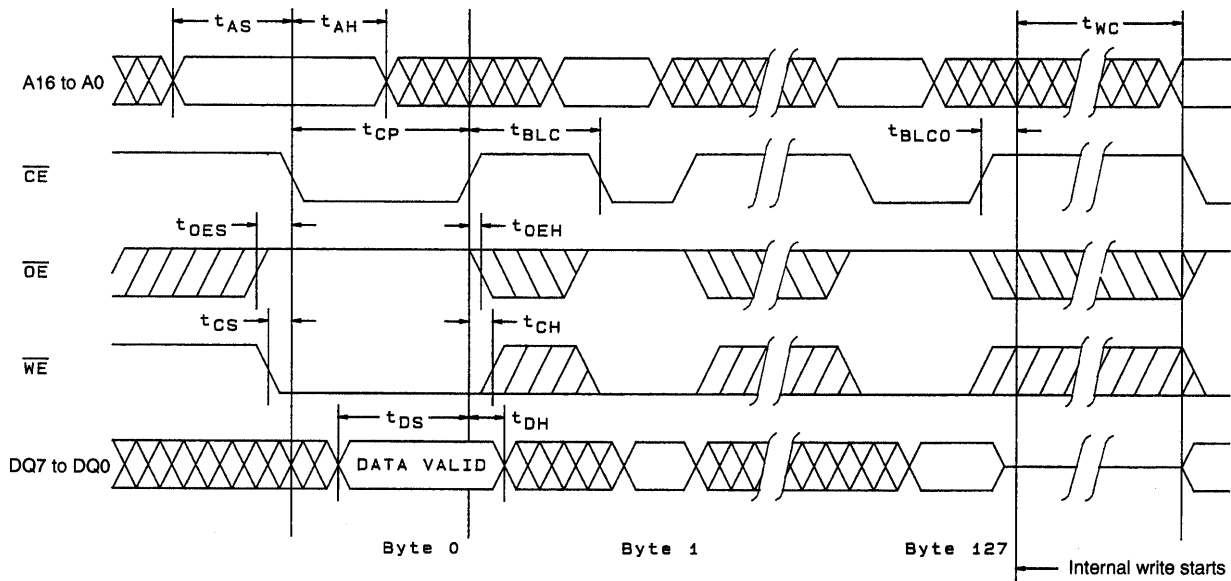 tAS tAH tWC
A16 to A0
tCP tBLC tBLCO
CE
tOES tOEH
OE
tCS tCH
WE
tDS tDH
DQ7 to DQ0 DATA VALID
Byte 0 Byte 1 Byte 127
Internal write starts